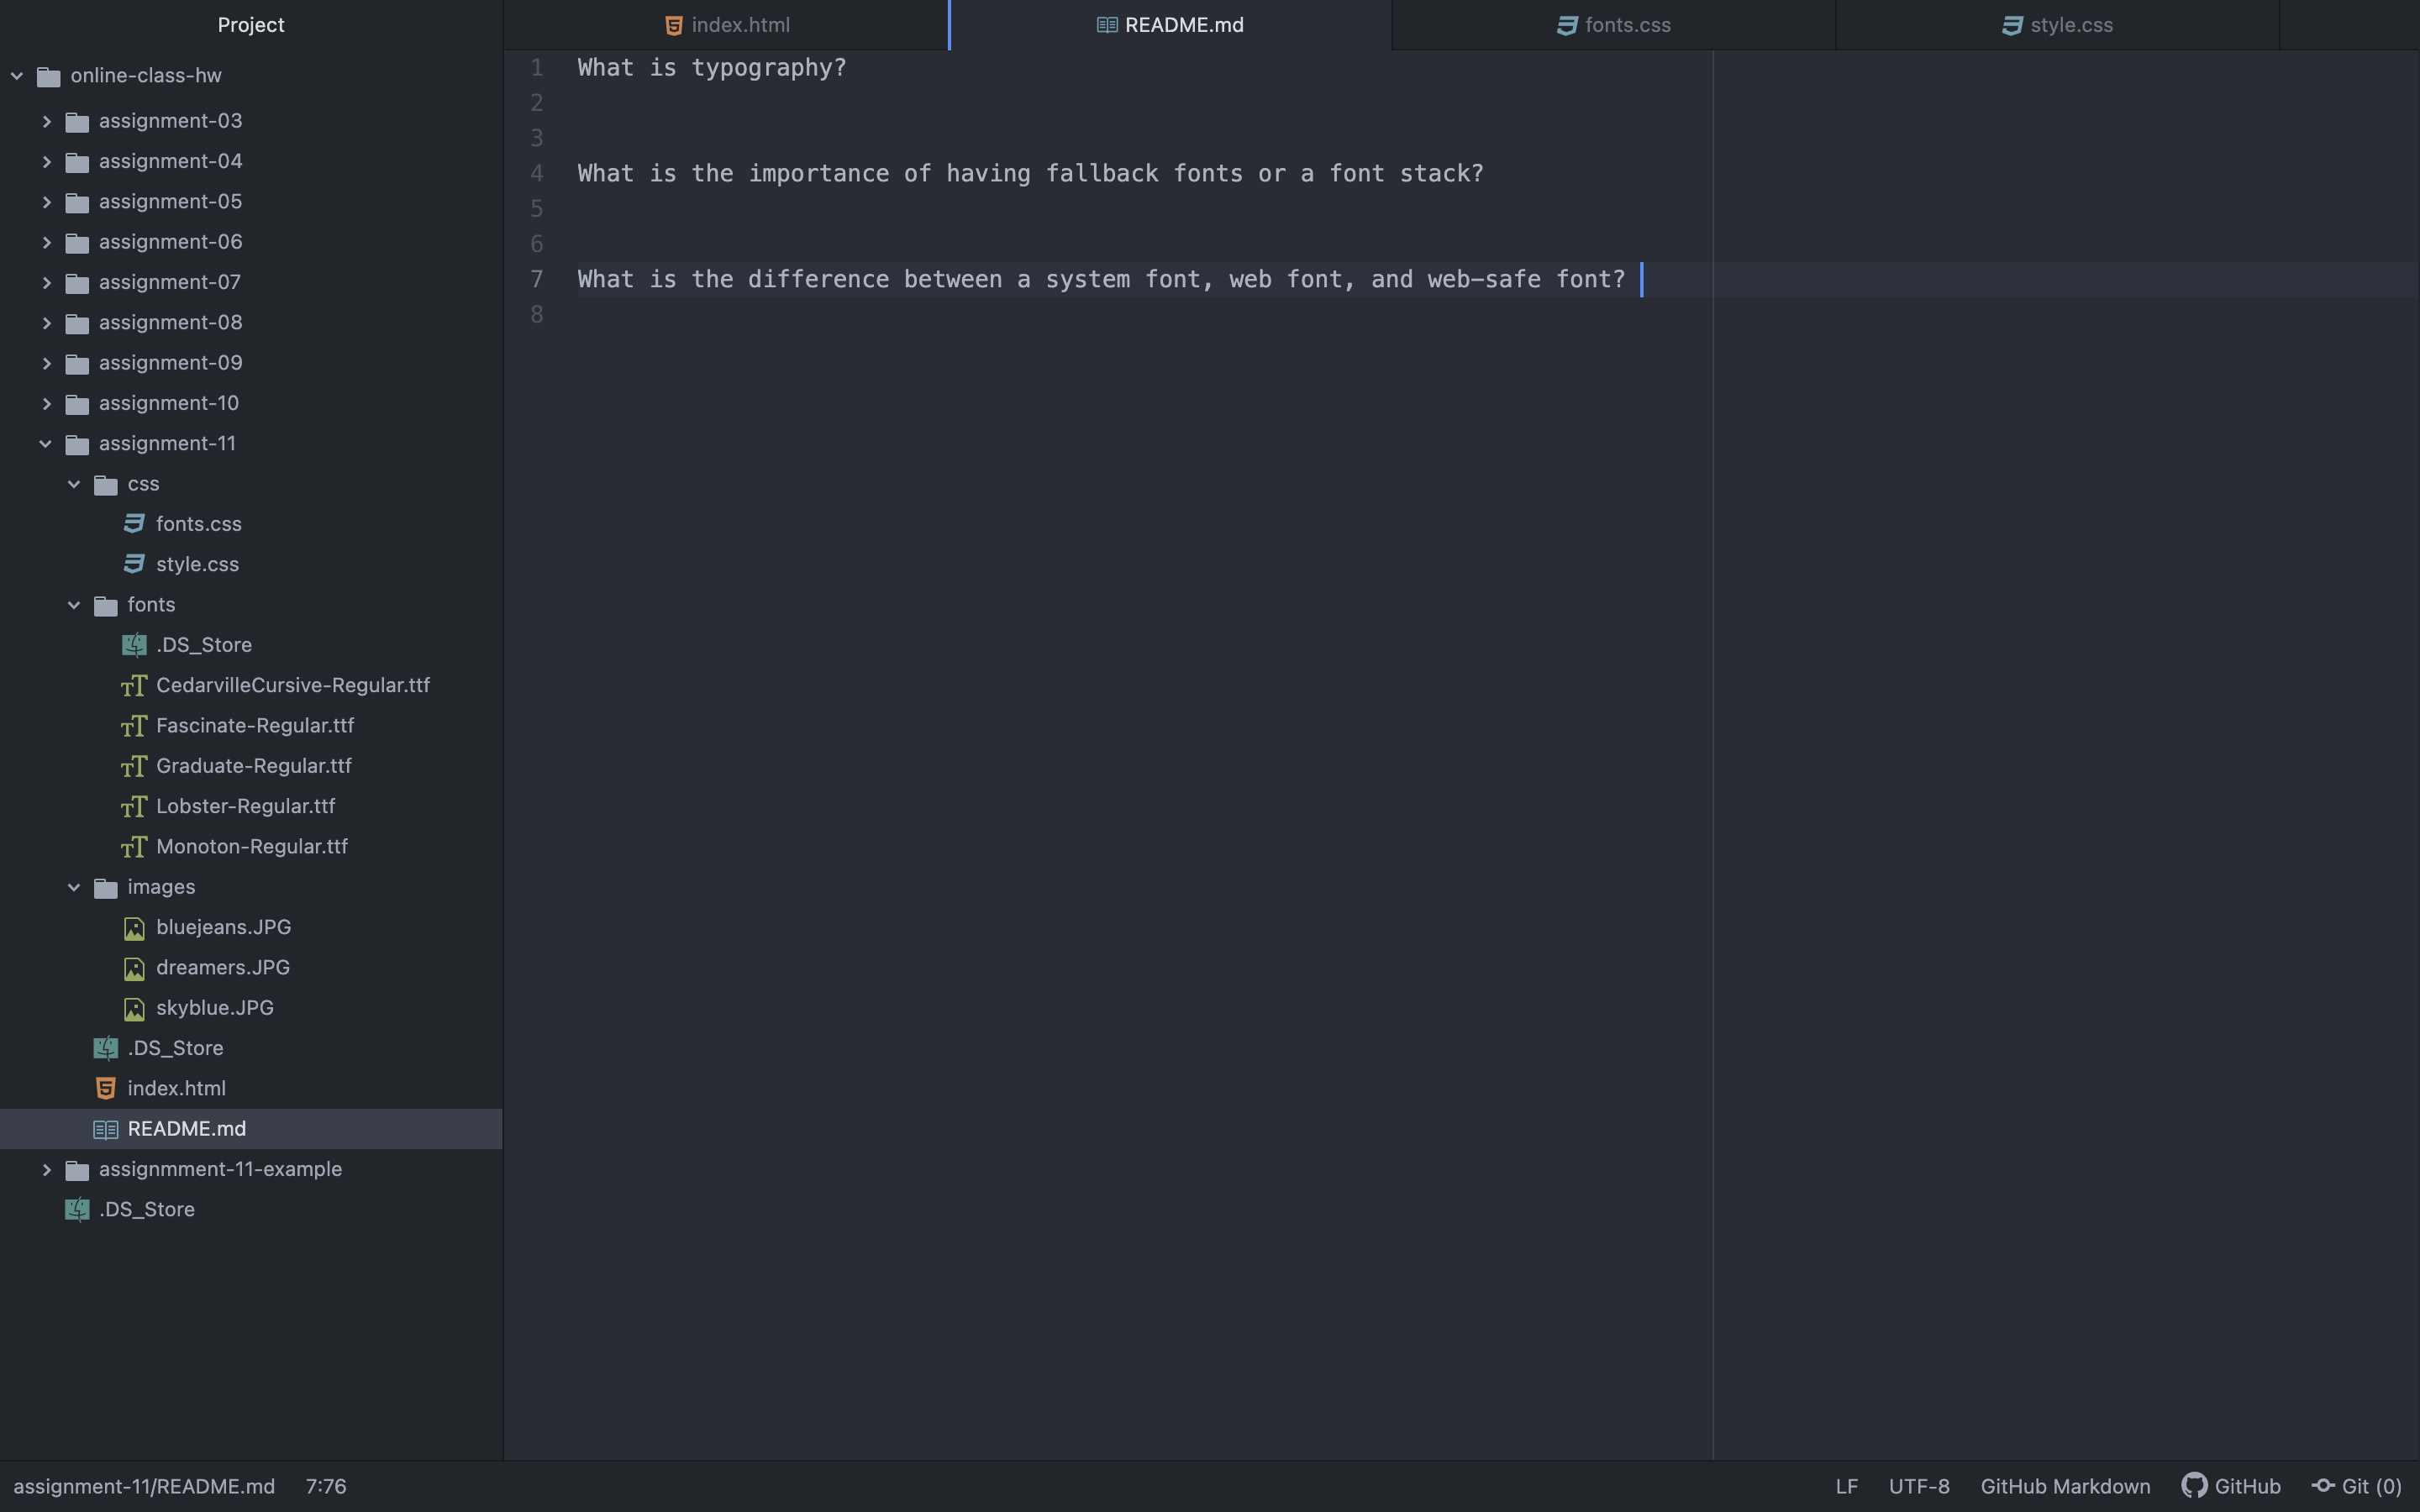 Project
index.html
README.md
fonts.css
style.css
online-class-hw
assignment-03
assignment-04
assignment-05
assignment-06
assignment-07
assignment-08
assignment-09
assignment-10
assignment-11
css
fonts.css
style.css
fonts
.DS_Store
CedarvilleCursive-Regular.ttf
Fascinate-Regular.ttf
Graduate-Regular.ttf
Lobster-Regular.ttf
Monoton-Regular.ttf
images
bluejeans.JPG
dreamers.JPG
skyblue.JPG
.DS_Store
index.html
README.md
assignmment-11-example
.DS_Store
1 What is typography?
2
3
4 What is the importance of having fallback fonts or a font stack?
5
6
7 What is the difference between a system font, web font, and web-safe font?
8
assignment-11/README.md 7:76 LF UTF-8 GitHub Markdown GitHub Git (0)